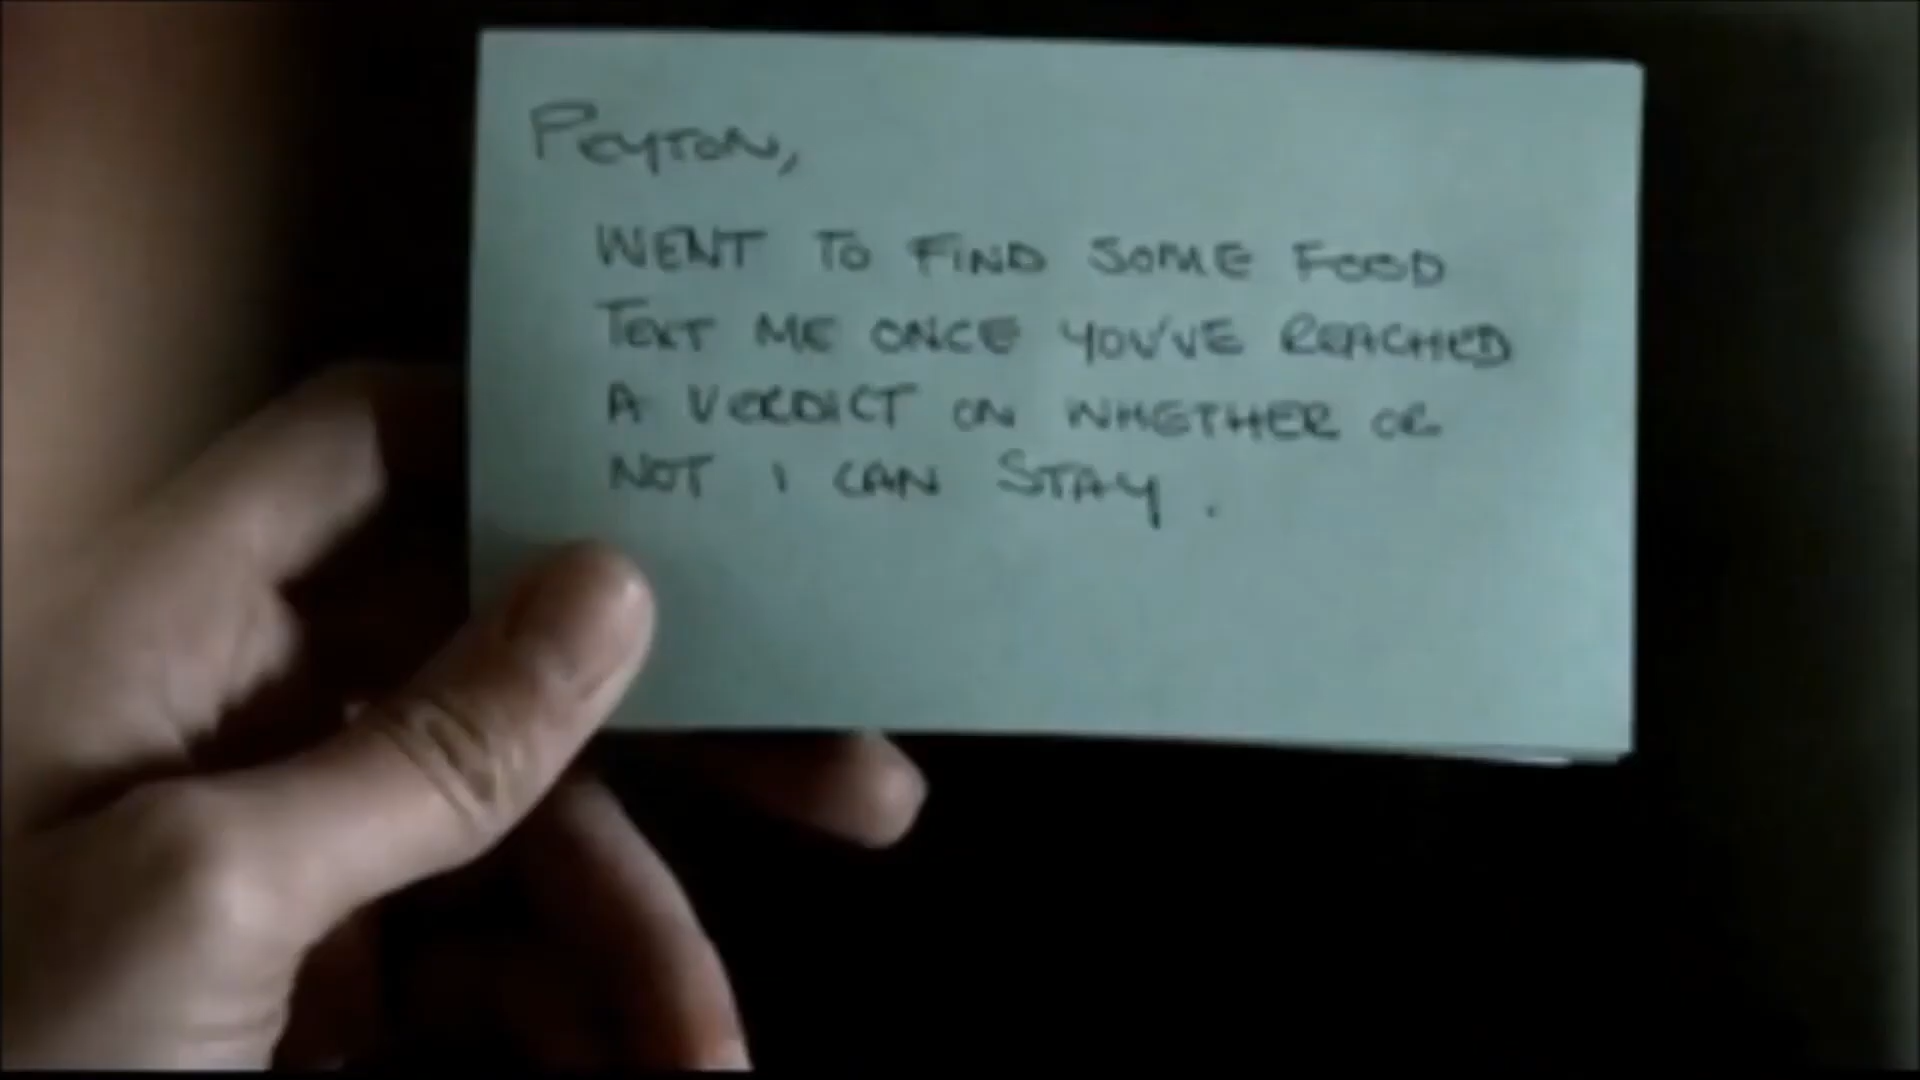 Peyton,
WENT TO FIND SOME FOOD
TEXT ME ONCE YOU'VE REACHED
A VERDICT ON WHETHER OR
NOT I CAN STAY.